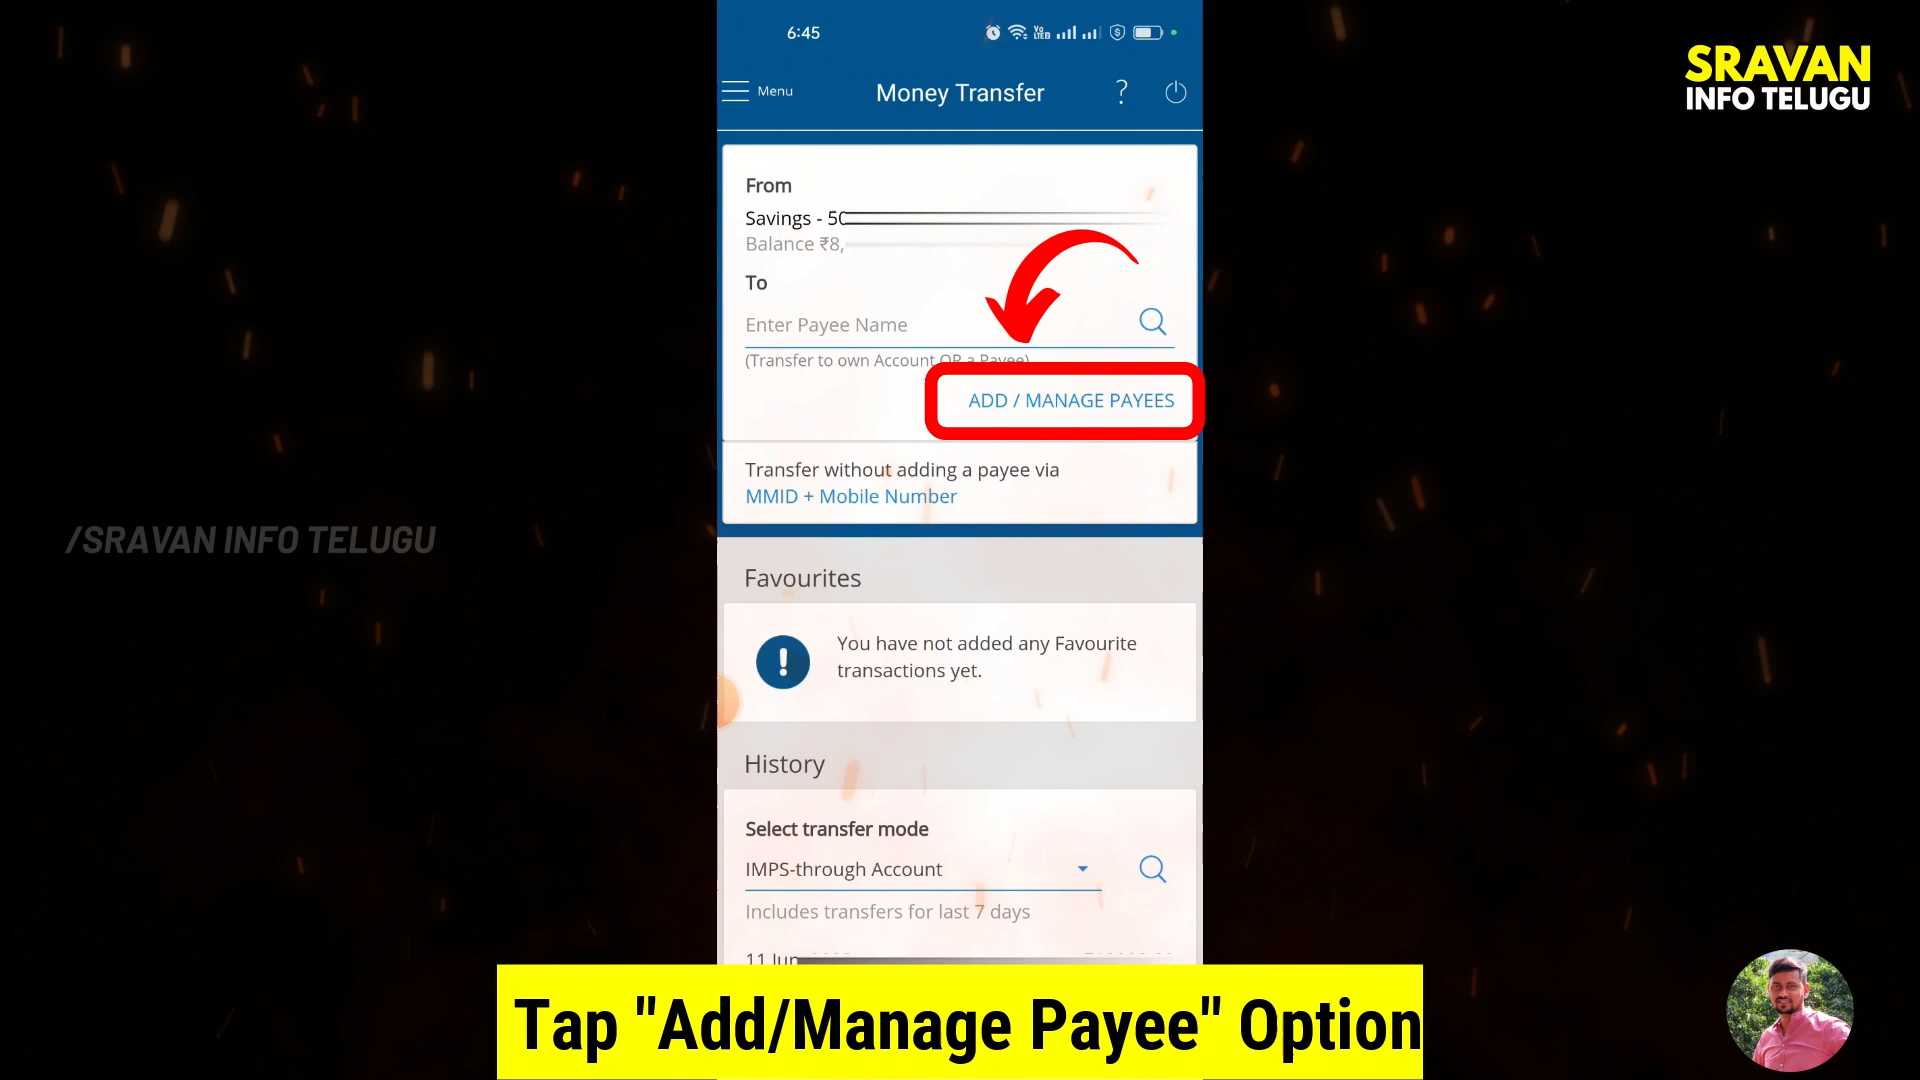 6:45
Menu
Money Transfer
?
SRAVAN
INFO TELUGU
From
Savings - 50
Balance ₹8,
To
Enter Payee Name
(Transfer to own Account OR a Payee)
ADD / MANAGE PAYEES
Transfer without adding a payee via
MMID + Mobile Number
/SRAVAN INFO TELUGU
Favourites
You have not added any Favourite
transactions yet.
History
Select transfer mode
IMPS-through Account
Includes transfers for last 7 days
11 Jun
Tap "Add/Manage Payee" Option